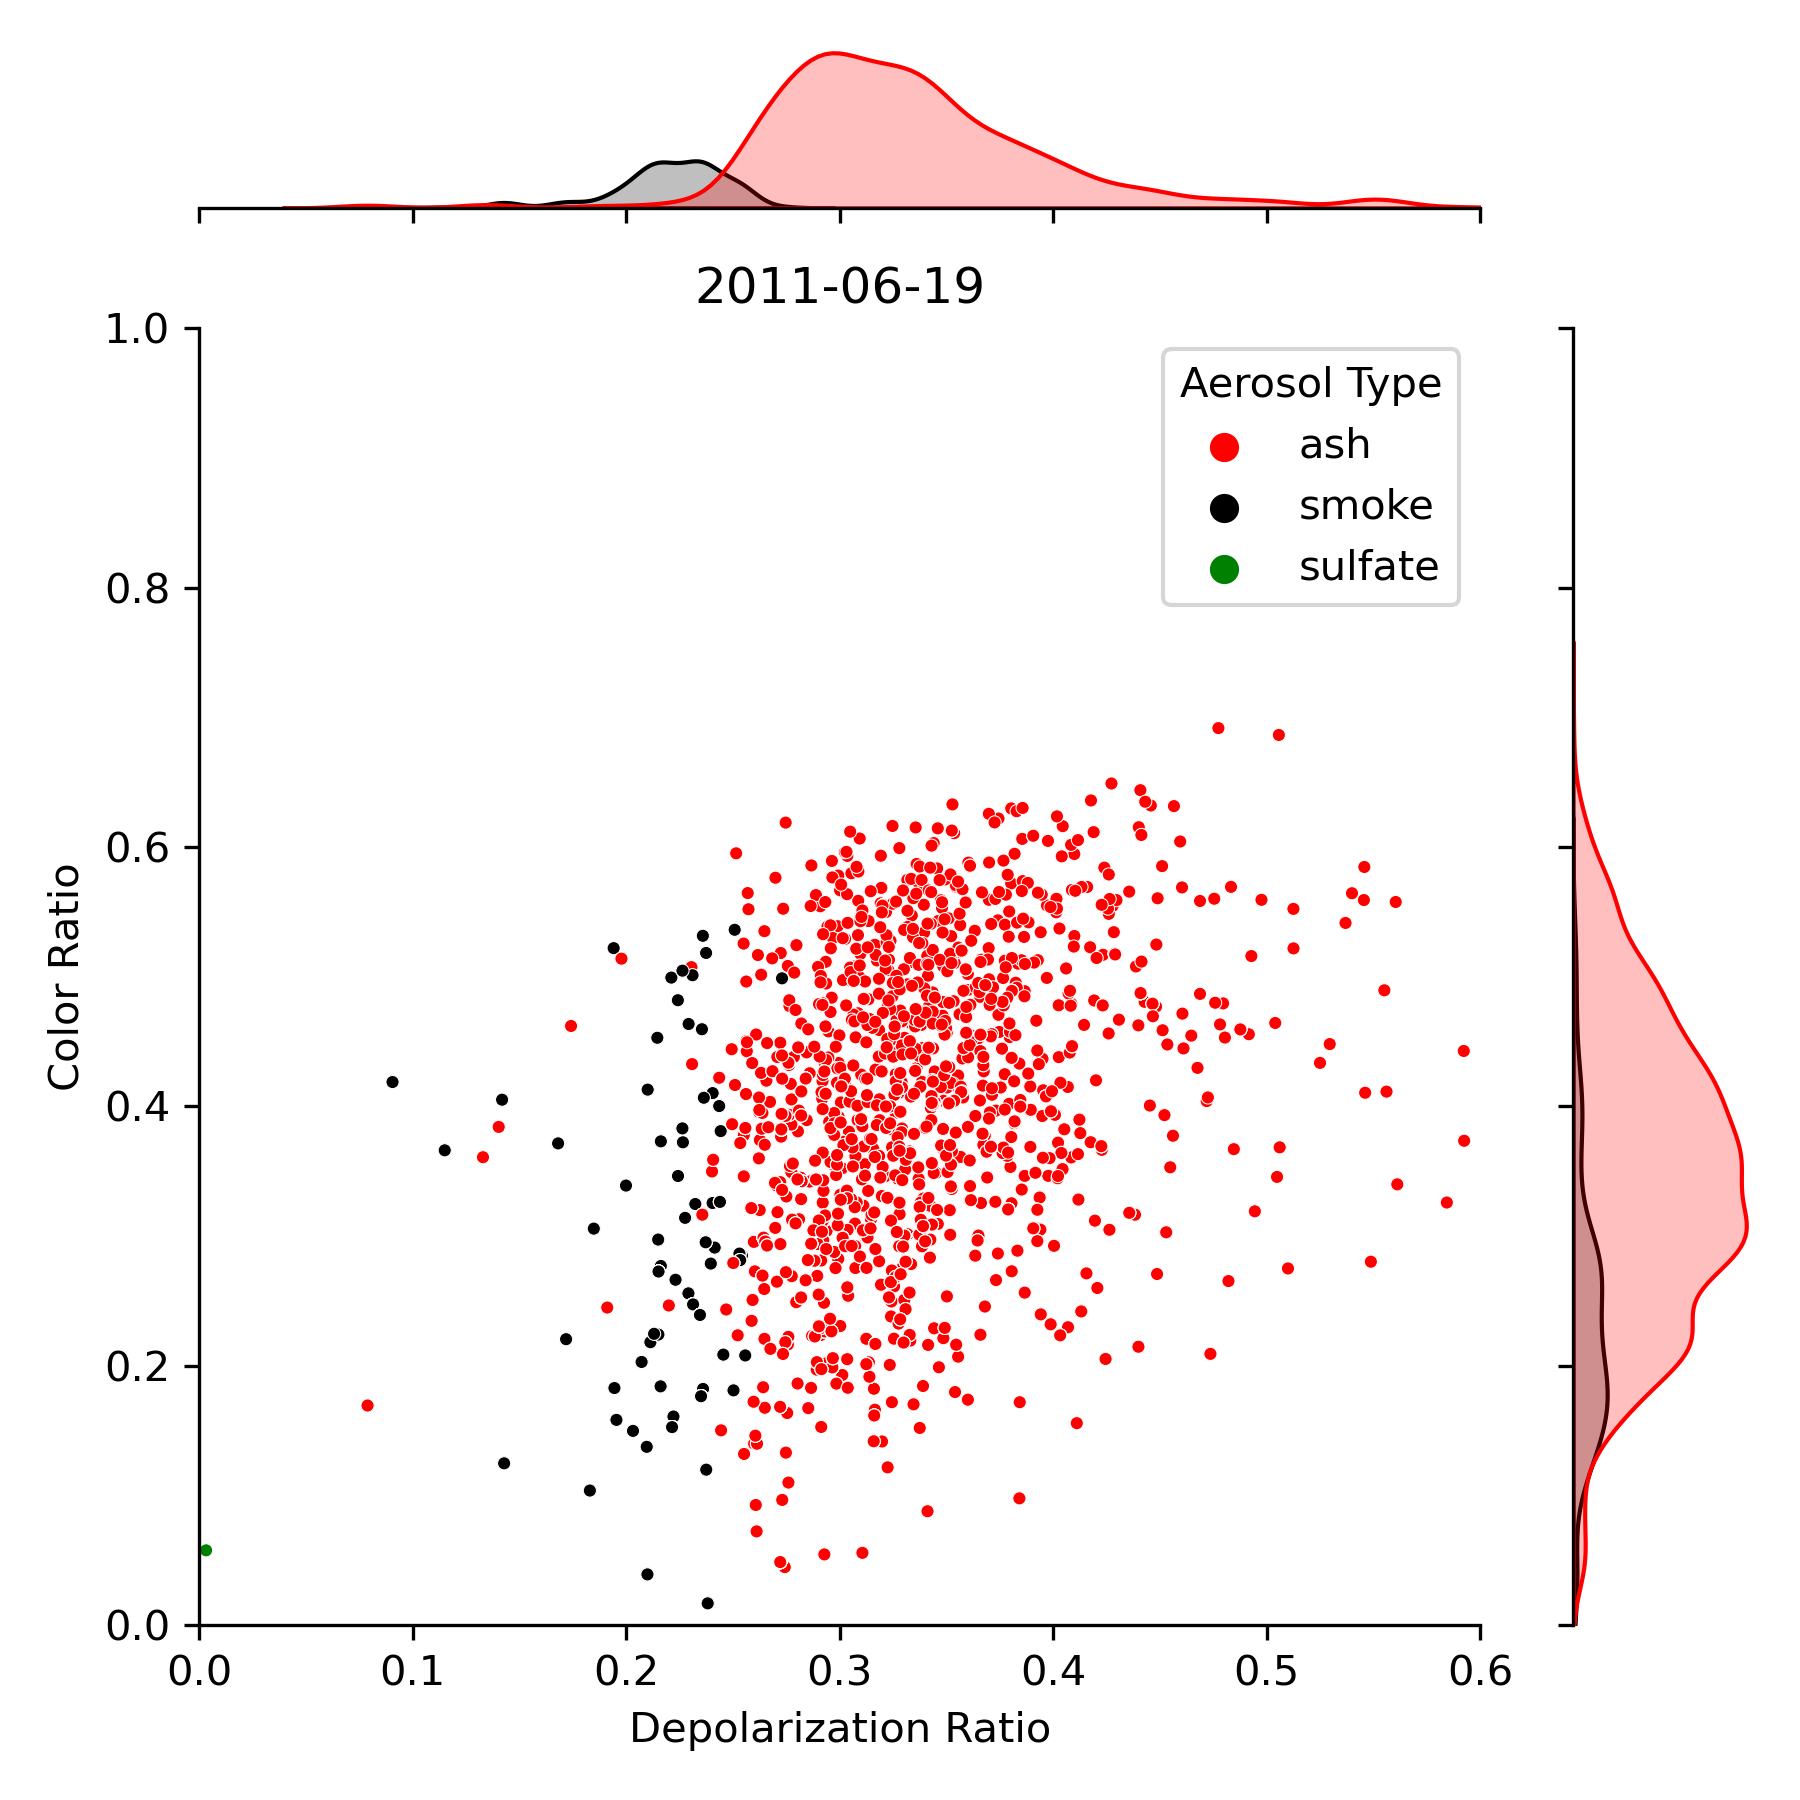 2011-06-19
1.0
Aerosol Type
ash
smoke
sulfate
0.8
0.6
Color Ratio
0.4
0.2
0.0
0.0 0.1 0.2 0.3 0.4 0.5 0.6
Depolarization Ratio